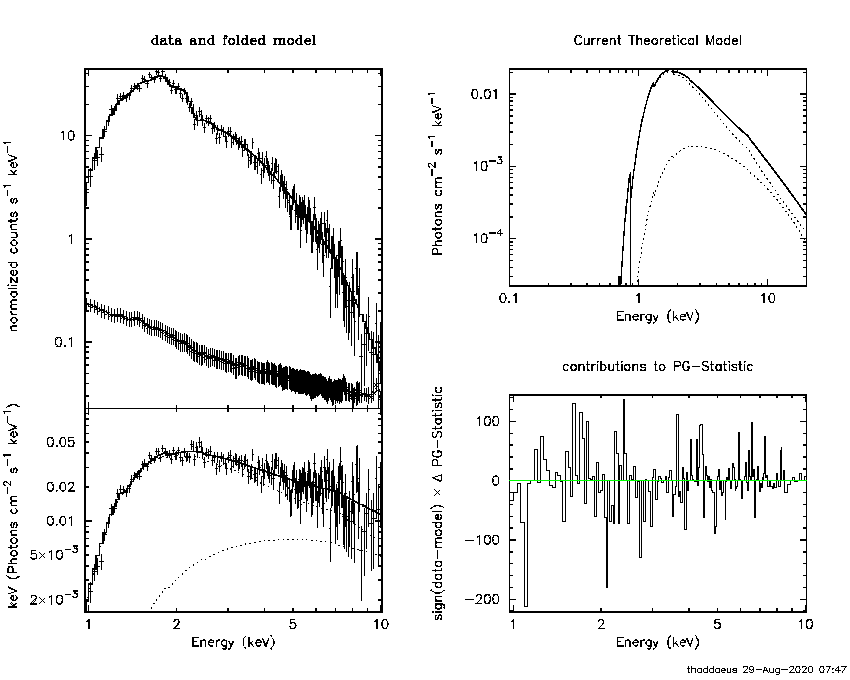 data and folded model
normalized counts s⁻¹ keV⁻¹
10
1
0.1
keV (Photons cm⁻² s⁻¹ keV⁻¹)
0.05
0.02
0.01
5×10⁻³
2×10⁻³
1 2 5 10
Energy (keV)
Current Theoretical Model
Photons cm⁻² s⁻¹ keV⁻¹
0.01
10⁻³
10⁻⁴
0.1 1 10
Energy (keV)
contributions to PG−Statistic
sign(data−model) × Δ PG−Statistic
100
0
−100
−200
1 2 5 10
Energy (keV)
thaddaeus 29−Aug−2020 07:47